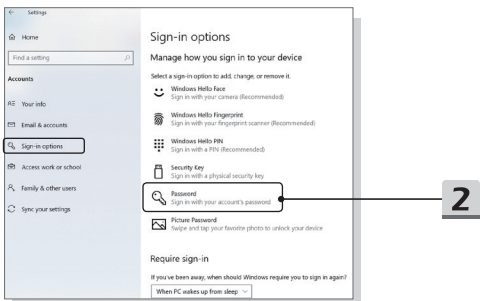 ← Settings
Home
Find a setting
Accounts
Your info
Email & accounts
Sign-in options
Access work or school
Family & other users
Sync your settings
Sign-in options
Manage how you sign in to your device
Select a sign-in option to add, change, or remove it.
Windows Hello Face
Sign in with your camera (Recommended)
Windows Hello Fingerprint
Sign in with your fingerprint scanner (Recommended)
Windows Hello PIN
Sign in with a PIN (Recommended)
Security Key
Sign in with a physical security key
Password
Sign in with your account's password
2
Picture Password
Swipe and tap your favorite photo to unlock your device
Require sign-in
If you've been away, when should Windows require you to sign in again?
When PC wakes up from sleep